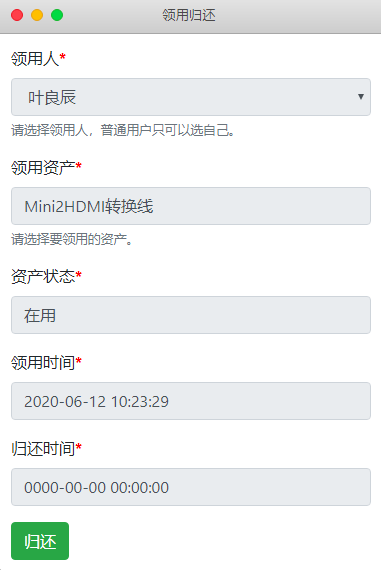 领用归还
领用人*
叶良辰
请选择领用人，普通用户只可以选自己。
领用资产*
Mini2HDMI转换线
请选择要领用的资产。
资产状态*
在用
领用时间*
2020-06-12 10:23:29
归还时间*
0000-00-00 00:00:00
归还